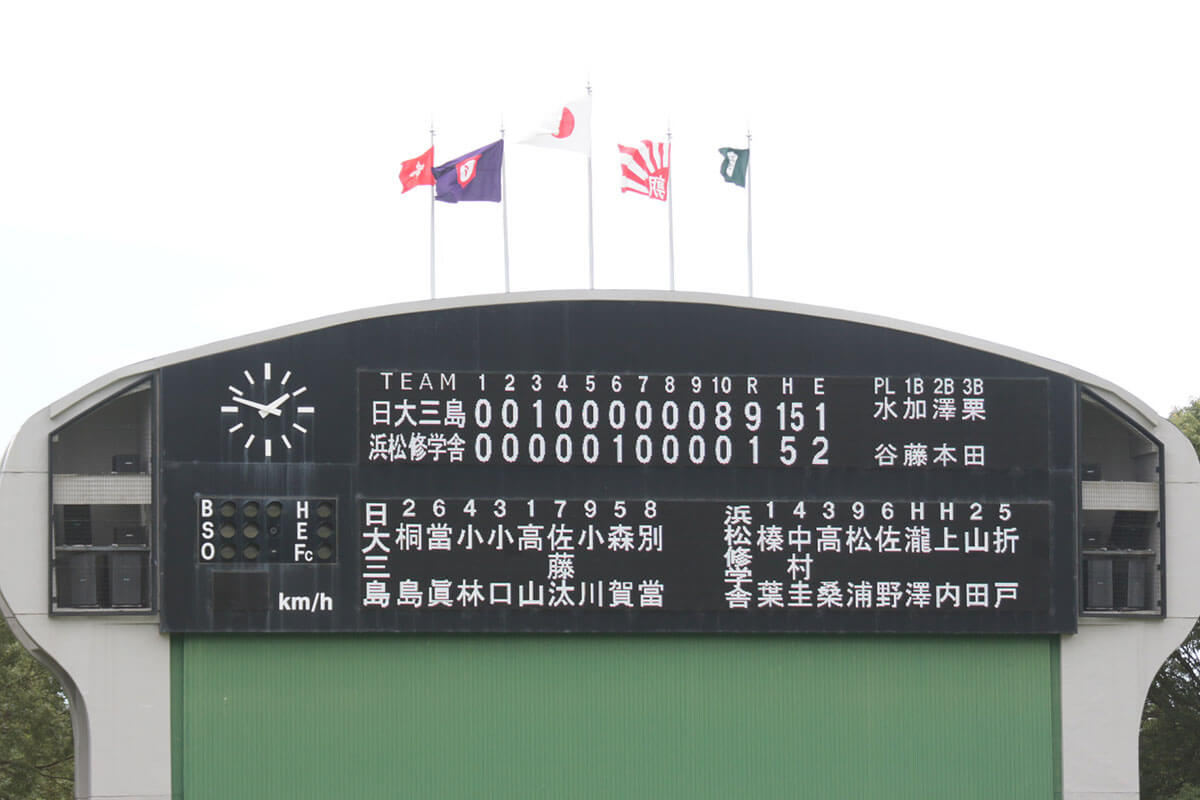 朝
TEAM 1 2 3 4 5 6 7 8 9 10 R H E PL 1B 2B 3B
日大三島 0 0 1 0 0 0 0 0 0 8 9 15 1 水谷 加藤 澤本 栗田
浜松修学舎 0 0 0 0 0 1 0 0 0 0 1 5 2
B H
S E
O Fc
km/h
日大三島
2 6 4 3 1 7 9 5 8
桐島 當眞 小林 小口 高山 佐藤汰 小川 森賀 別當
浜松修学舎
1 4 3 9 6 H H 2 5
榛葉 中村圭 高桑 松浦 佐野 瀧澤 上内 山田 折戸